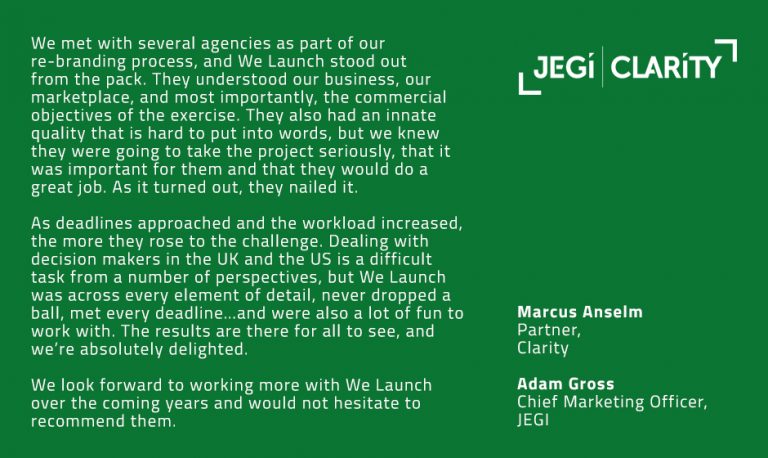 We met with several agencies as part of our
re-branding process, and We Launch stood out
from the pack. They understood our business, our
marketplace, and most importantly, the commercial
objectives of the exercise. They also had an innate
quality that is hard to put into words, but we knew
they were going to take the project seriously, that it
was important for them and that they would do a
great job. As it turned out, they nailed it.
As deadlines approached and the workload increased,
the more they rose to the challenge. Dealing with
decision makers in the UK and the US is a difficult
task from a number of perspectives, but We Launch
was across every element of detail, never dropped a
ball, met every deadline...and were also a lot of fun to
work with. The results are there for all to see, and
we're absolutely delighted.
We look forward to working more with We Launch
over the coming years and would not hesitate to
recommend them.
JEGI | CLARITY
Marcus Anselm
Partner,
Clarity
Adam Gross
Chief Marketing Officer,
JEGI